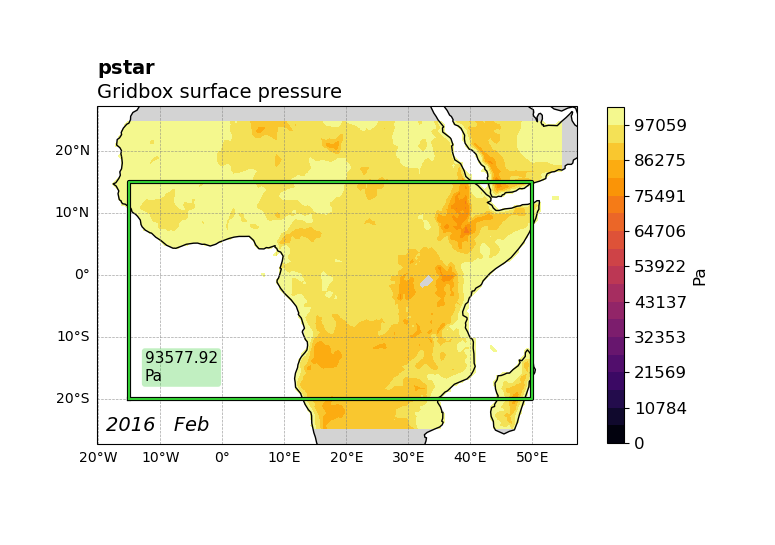 pstar
Gridbox surface pressure
20°N
10°N
0°
10°S
20°S
93577.92
Pa
2016 Feb
20°W 10°W 0° 10°E 20°E 30°E 40°E 50°E
97059
86275
75491
64706
53922
43137
32353
21569
10784
0
Pa